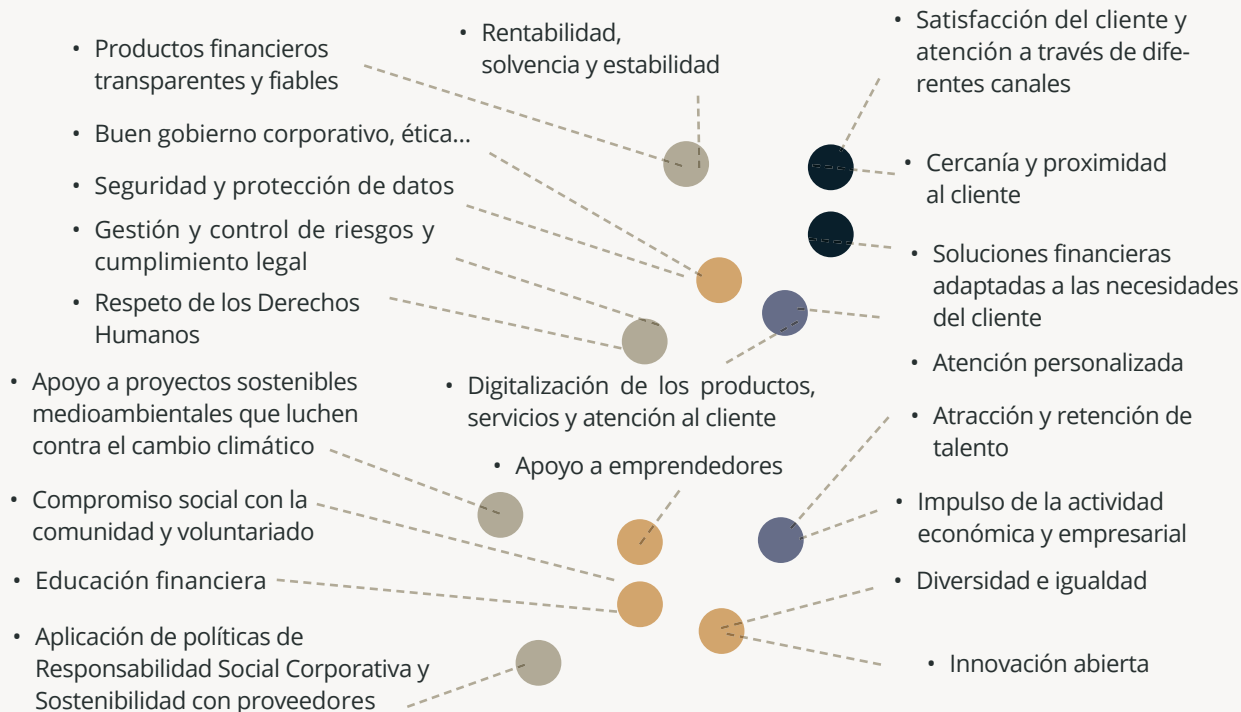 • Productos financieros
transparentes y fiables
• Buen gobierno corporativo, ética...
• Seguridad y protección de datos
• Gestión y control de riesgos y
cumplimiento legal
• Respeto de los Derechos
Humanos
• Apoyo a proyectos sostenibles
medioambientales que luchen
contra el cambio climático
• Compromiso social con la
comunidad y voluntariado
• Educación financiera
• Aplicación de políticas de
Responsabilidad Social Corporativa y
Sostenibilidad con proveedores
• Rentabilidad,
solvencia y estabilidad
• Digitalización de los productos,
servicios y atención al cliente
• Apoyo a emprendedores
• Satisfacción del cliente y
atención a través de dife-
rentes canales
• Cercanía y proximidad
al cliente
• Soluciones financieras
adaptadas a las necesidades
del cliente
• Atención personalizada
• Atracción y retención de
talento
• Impulso de la actividad
económica y empresarial
• Diversidad e igualdad
• Innovación abierta